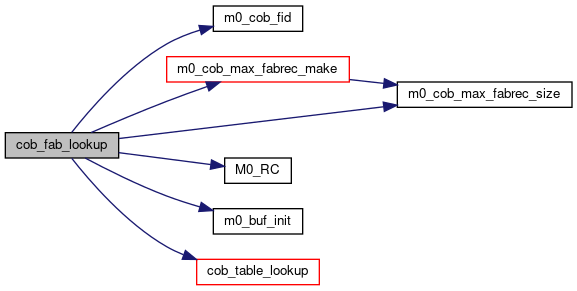 m0_cob_fid
m0_cob_max_fabrec_make
m0_cob_max_fabrec_size
cob_fab_lookup
M0_RC
m0_buf_init
cob_table_lookup